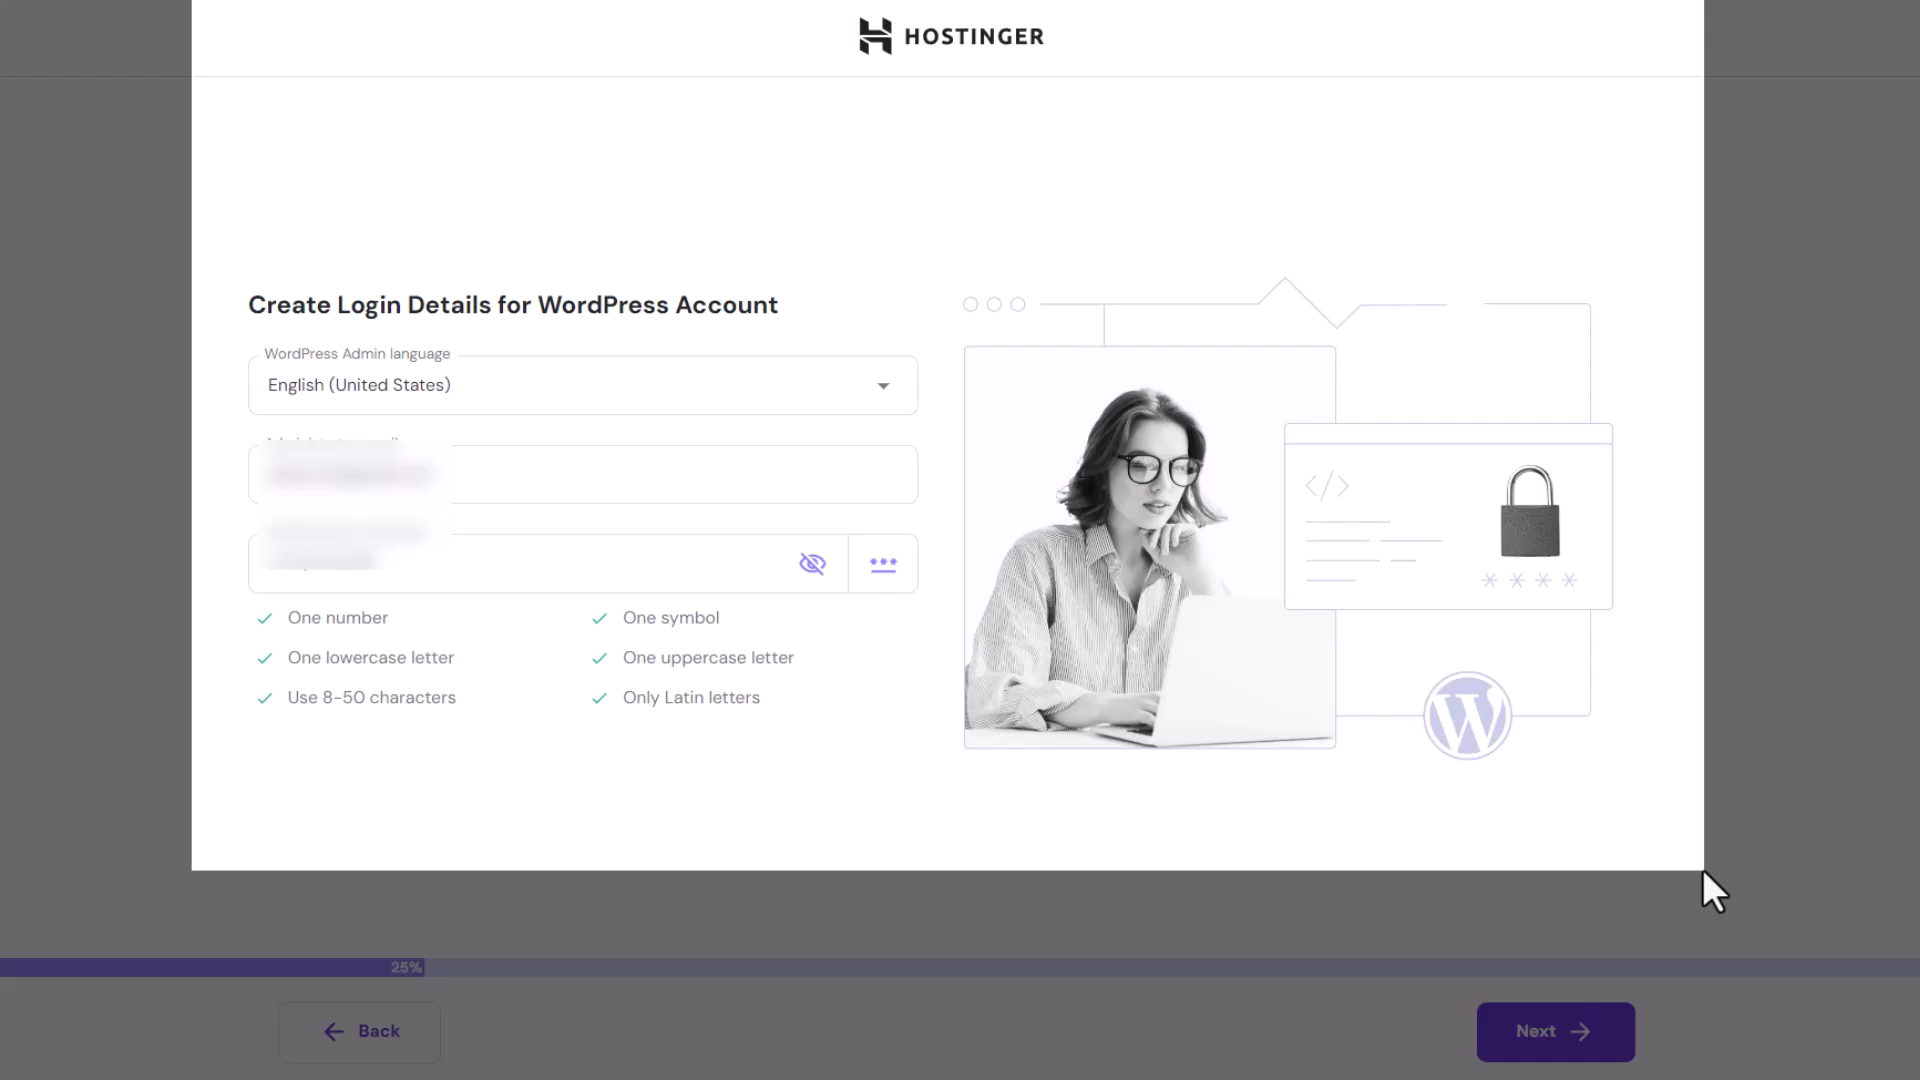 HOSTINGER
Create Login Details for WordPress Account
WordPress Admin language
English (United States)
***
One number
One symbol
One lowercase letter
One uppercase letter
Use 8-50 characters
Only Latin letters
</>
* * * *
25%
Back
Next